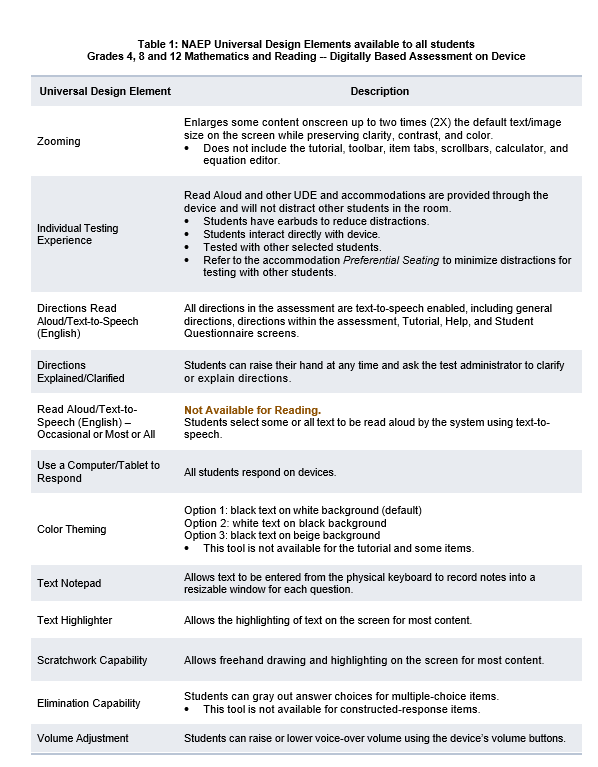 Table 1: NAEP Universal Design Elements available to all students
Grades 4, 8 and 12 Mathematics and Reading -- Digitally Based Assessment on Device
Universal Design Element Description
Zooming
Enlarges some content onscreen up to two times (2X) the default text/image
size on the screen while preserving clarity, contrast, and color.
• Does not include the tutorial, toolbar, item tabs, scrollbars, calculator, and
equation editor.
Individual Testing
Experience
Read Aloud and other UDE and accommodations are provided through the
device and will not distract other students in the room.
• Students have earbuds to reduce distractions.
• Students interact directly with device.
• Tested with other selected students.
• Refer to the accommodation Preferential Seating to minimize distractions for
testing with other students.
Directions Read
Aloud/Text-to-Speech
(English)
All directions in the assessment are text-to-speech enabled, including general
directions, directions within the assessment, Tutorial, Help, and Student
Questionnaire screens.
Directions
Explained/Clarified
Students can raise their hand at any time and ask the test administrator to clarify
or explain directions.
Read Aloud/Text-to-
Speech (English) –
Occasional or Most or All
Not Available for Reading.
Students select some or all text to be read aloud by the system using text-to-
speech.
Use a Computer/Tablet to
Respond
All students respond on devices.
Color Theming
Option 1: black text on white background (default)
Option 2: white text on black background
Option 3: black text on beige background
• This tool is not available for the tutorial and some items.
Text Notepad
Allows text to be entered from the physical keyboard to record notes into a
resizable window for each question.
Text Highlighter
Allows the highlighting of text on the screen for most content.
Scratchwork Capability
Allows freehand drawing and highlighting on the screen for most content.
Elimination Capability
Students can gray out answer choices for multiple-choice items.
• This tool is not available for constructed-response items.
Volume Adjustment
Students can raise or lower voice-over volume using the device's volume buttons.